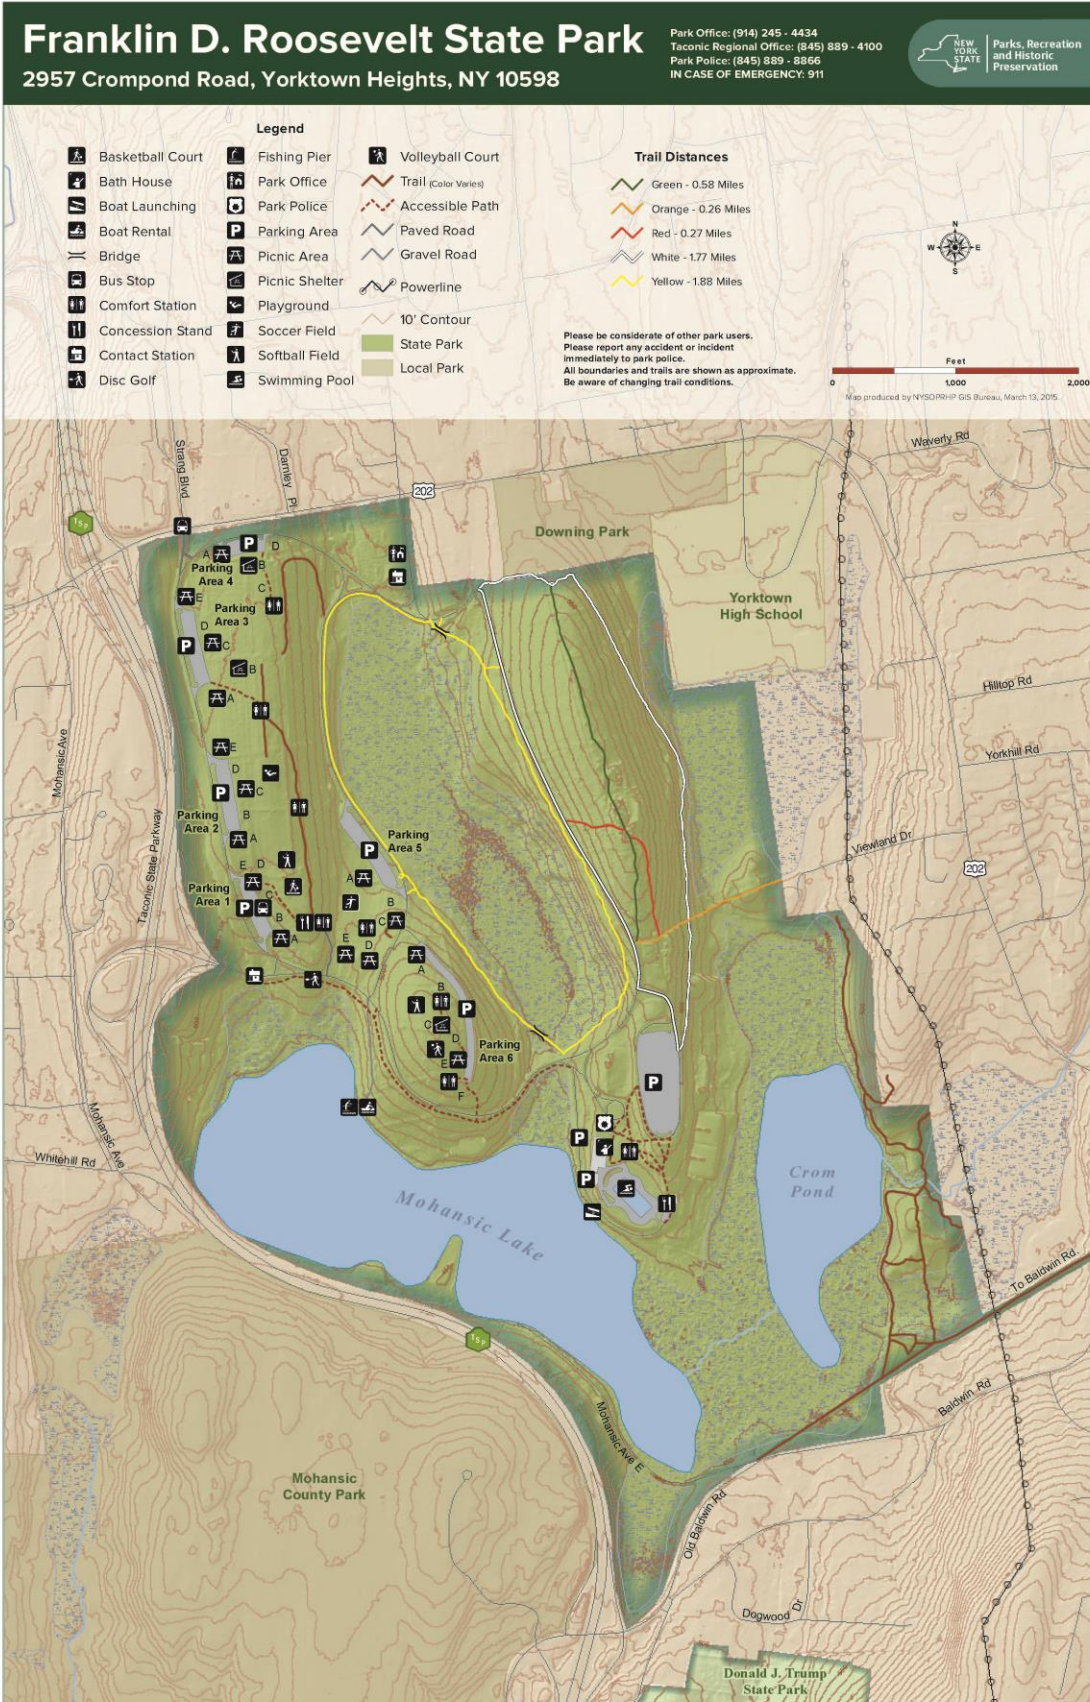 Franklin D. Roosevelt State Park
2957 Crompond Road, Yorktown Heights, NY 10598
Park Office: (914) 245 - 4434
Taconic Regional Office: (845) 889 - 4100
Park Police: (845) 889 - 8866
IN CASE OF EMERGENCY: 911
NEW
YORK
STATE
Parks, Recreation
and Historic
Preservation
Legend
Basketball Court
Bath House
Boat Launching
Boat Rental
Bridge
Bus Stop
Comfort Station
Concession Stand
Contact Station
Disc Golf
Fishing Pier
Park Office
Park Police
P Parking Area
Picnic Area
Picnic Shelter
Playground
Soccer Field
Softball Field
Swimming Pool
Volleyball Court
Trail (Color Varies)
Accessible Path
Paved Road
Gravel Road
Powerline
10' Contour
State Park
Local Park
Trail Distances
Green - 0.58 Miles
Orange - 0.26 Miles
Red - 0.27 Miles
White - 1.77 Miles
Yellow - 1.88 Miles
N
W E
S
Please be considerate of other park users.
Please report any accident or incident
immediately to park police.
All boundaries and trails are shown as approximate.
Be aware of changing trail conditions.
Feet
0 1,000 2,000
Map produced by NYSOPRHP GIS Bureau, March 13, 2015
Strang Blvd
Darnley Pl
202
Waverly Rd
TSP
Downing Park
Yorktown
High School
A
P
D
B
Parking
Area 4
C
E
Parking
Area 3
D
P
C
B
A
Hilltop Rd
Yorkhill Rd
Mohansic Ave
E
D
P
C
B
Parking
Area 2
A
Taconic State Parkway
Parking
Area 5
P
Viewland Dr
202
E D
Parking
Area 1
C
P
B
A
A
B
C
E
D
A
B
P
C
D
Parking
Area 6
E
F
P
P
P
Mohansic Ave
Whitehill Rd
Mohansic Lake
Crom
Pond
To Baldwin Rd
TSP
Baldwin Rd
Mohansic Ave E
Mohansic
County Park
Old Baldwin Rd
Dogwood Dr
Donald J. Trump
State Park